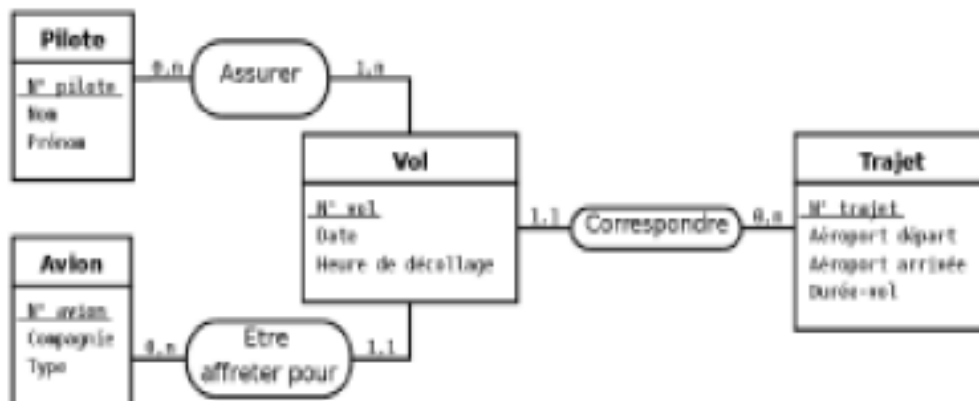 Pilote
N° pilote
Nom
Prénom
0,n
Assurer
1,n
Vol
N° vol
Date
Heure de décollage
1,1
Correspondre
0,n
Trajet
N° trajet
Aéroport départ
Aéroport arrivée
Durée-vol
Avion
N° avion
Compagnie
Type
0,n
Etre
affreter pour
1,1